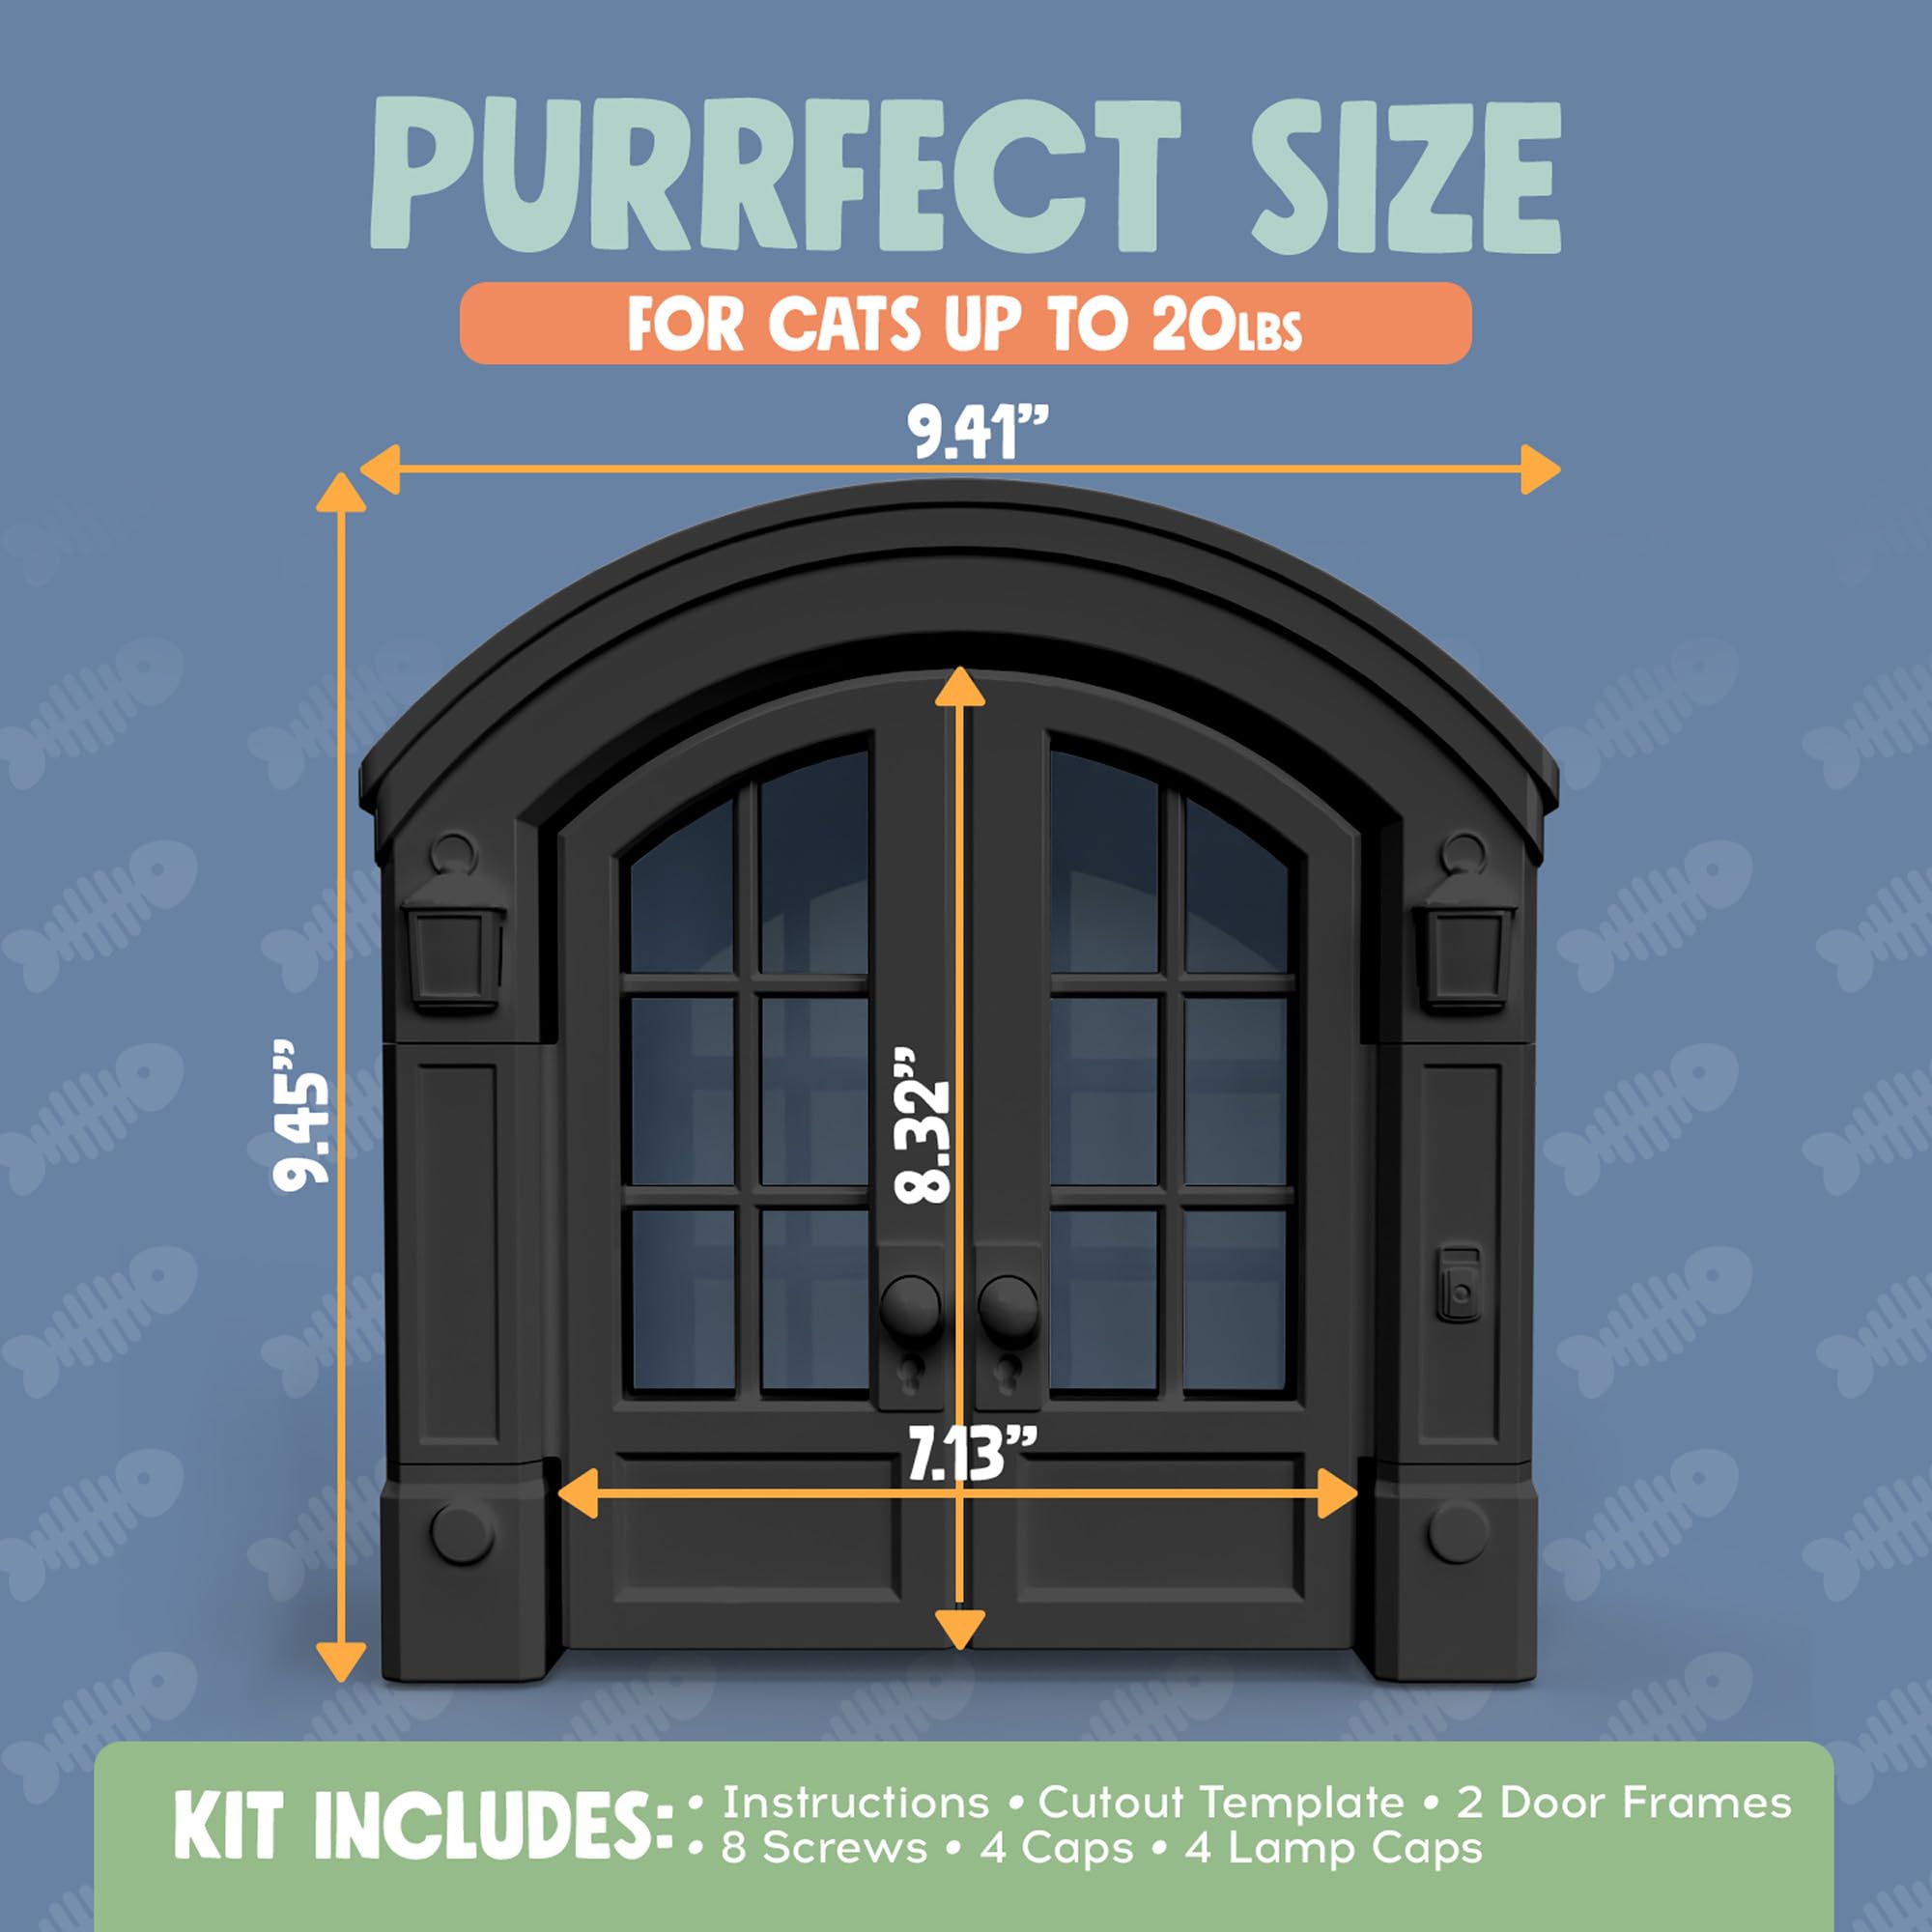 PURRFECT SIZE
FOR CATS UP TO 20LBS
9.41”
9.45”
8.32”
7.13”
KIT INCLUDES:
• Instructions • Cutout Template • 2 Door Frames
• 8 Screws • 4 Caps • 4 Lamp Caps